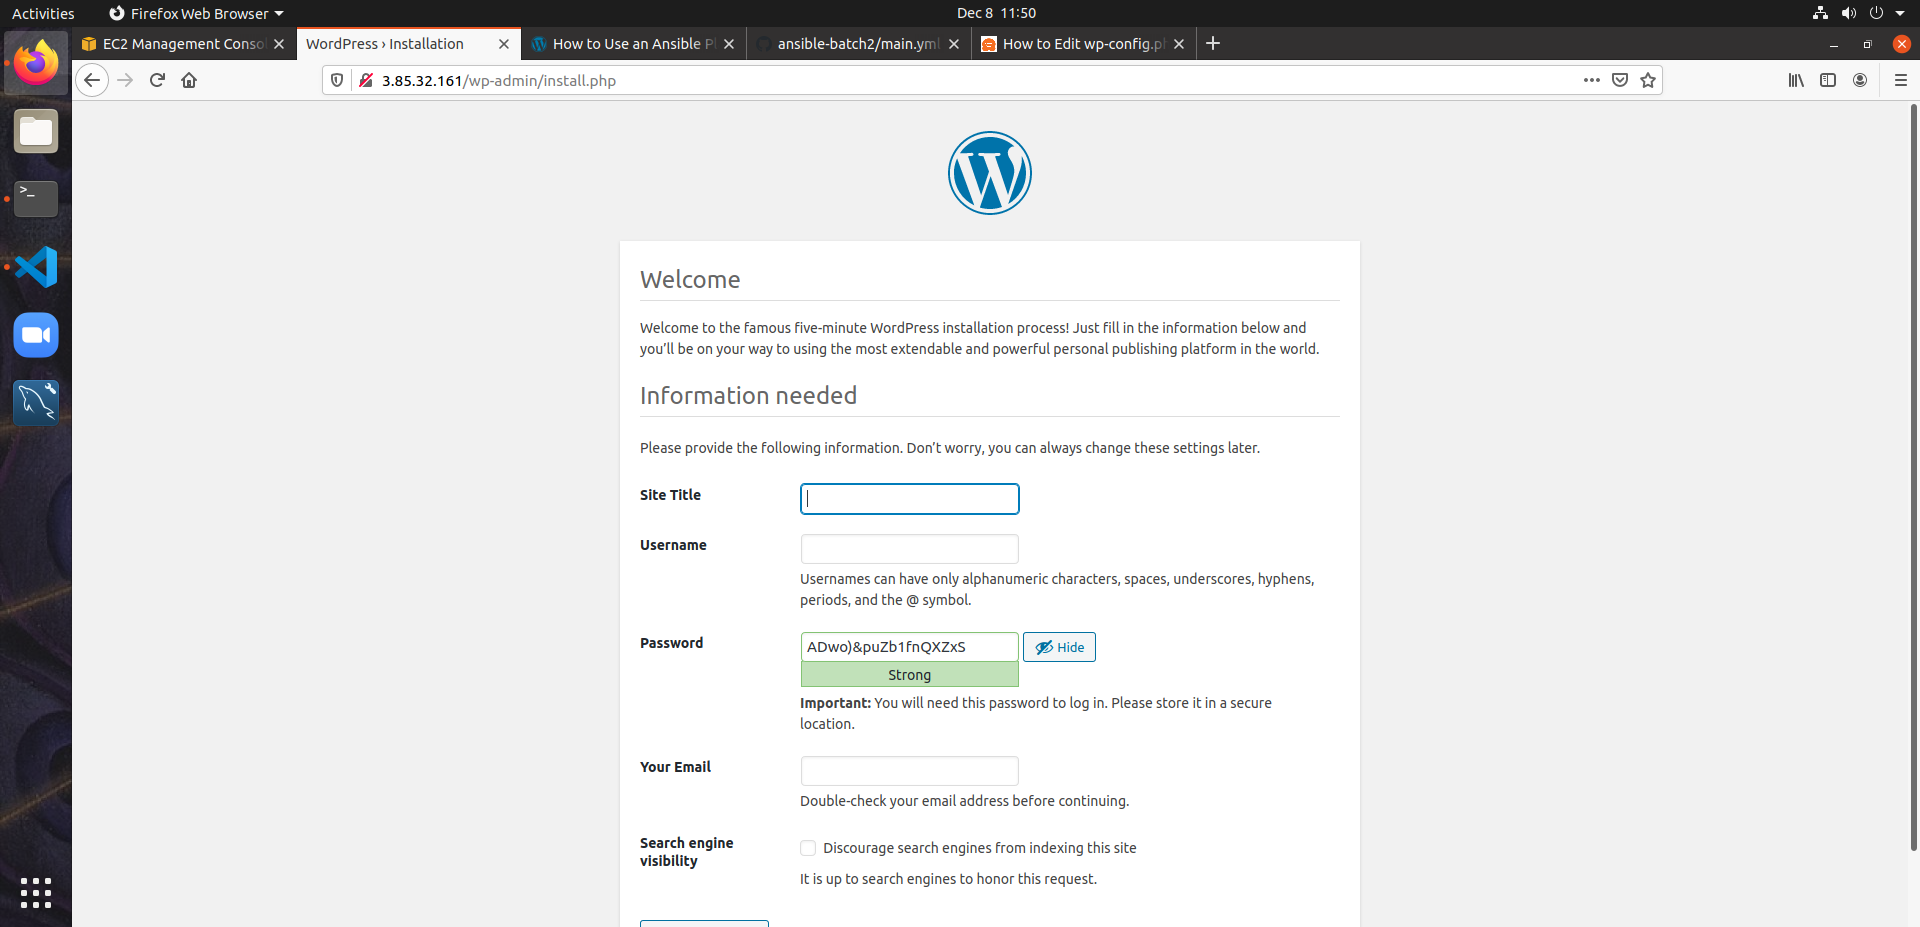 Activities
Firefox Web Browser
Dec 8 11:50
EC2 Management Conso
WordPress › Installation
How to Use an Ansible Pl
ansible-batch2/main.yml
How to Edit wp-config.ph
3.85.32.161/wp-admin/install.php
Welcome
Welcome to the famous five-minute WordPress installation process! Just fill in the information below and
you’ll be on your way to using the most extendable and powerful personal publishing platform in the world.
Information needed
Please provide the following information. Don’t worry, you can always change these settings later.
Site Title
Username
Usernames can have only alphanumeric characters, spaces, underscores, hyphens,
periods, and the @ symbol.
Password
ADwo)&puZb1fnQXZxS
Hide
Strong
Important: You will need this password to log in. Please store it in a secure
location.
Your Email
Double-check your email address before continuing.
Search engine
visibility
Discourage search engines from indexing this site
It is up to search engines to honor this request.